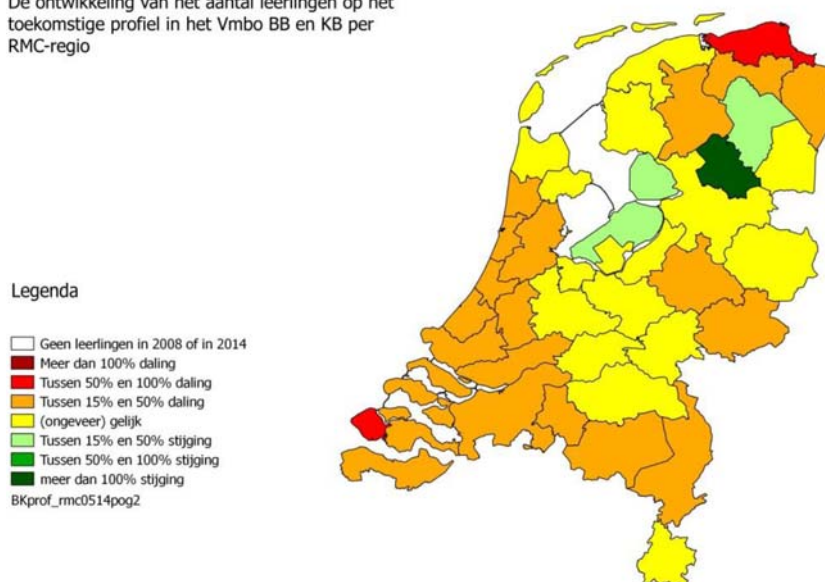 De ontwikkeling van het aantal leerlingen op het
toekomstige profiel in het Vmbo BB en KB per
RMC-regio
Legenda
Geen leerlingen in 2008 of in 2014
Meer dan 100% daling
Tussen 50% en 100% daling
Tussen 15% en 50% daling
(ongeveer) gelijk
Tussen 15% en 50% stijging
Tussen 50% en 100% stijging
meer dan 100% stijging
BKprof_rmc0514pog2